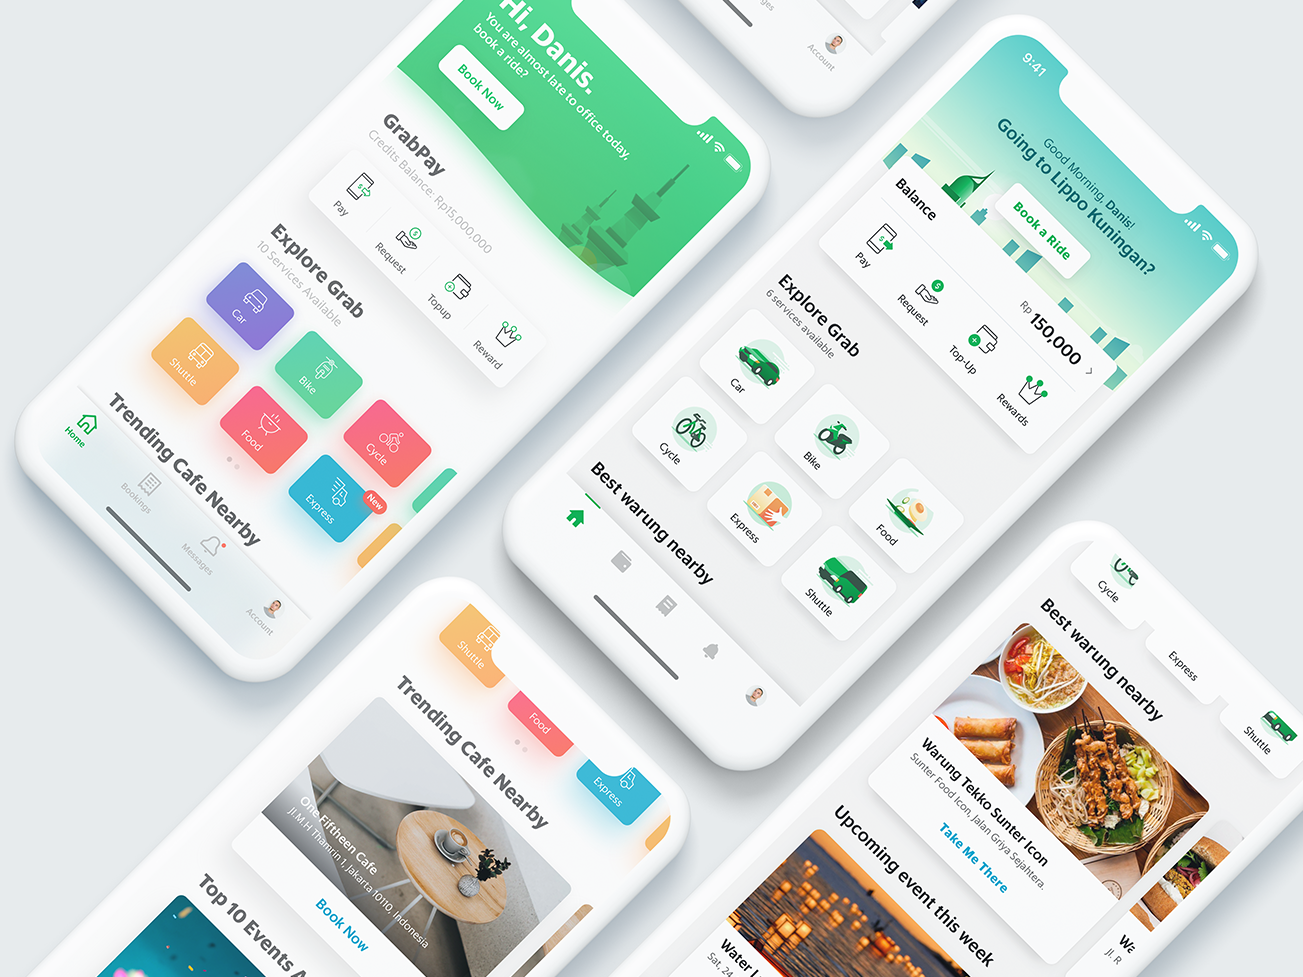 Hi, Danis.
You are almost late to office today,
book a ride?
Book Now
GrabPay
Credits Balance: Rp15,000,000
Pay
Request
Topup
Reward
Explore Grab
10 Services Available
Car
Bike
Cycle
Shuttle
Food
Express
New
Trending Cafe Nearby
Home
Bookings
Messages
Account
Account
9:41
Good Morning, Danis!
Going to Lippo Kuningan?
Book a Ride
Balance
Rp 150,000
Pay
Request
Top-Up
Rewards
Explore Grab
6 services available
Car
Bike
Food
Cycle
Express
Shuttle
Best warung nearby
Shuttle
Food
Express
Trending Cafe Nearby
One Fiftheen Cafe
Jl.M.H Thamrin 1, Jakarta 10110, Indonesia
Book Now
Top 10 Events
Cycle
Express
Shuttle
Best warung nearby
Warung Tekko Sunter Icon
Sunter Food Icon, Jalan Griya Sejahtera.
Take Me There
Upcoming event this week
Water
Sat, 24